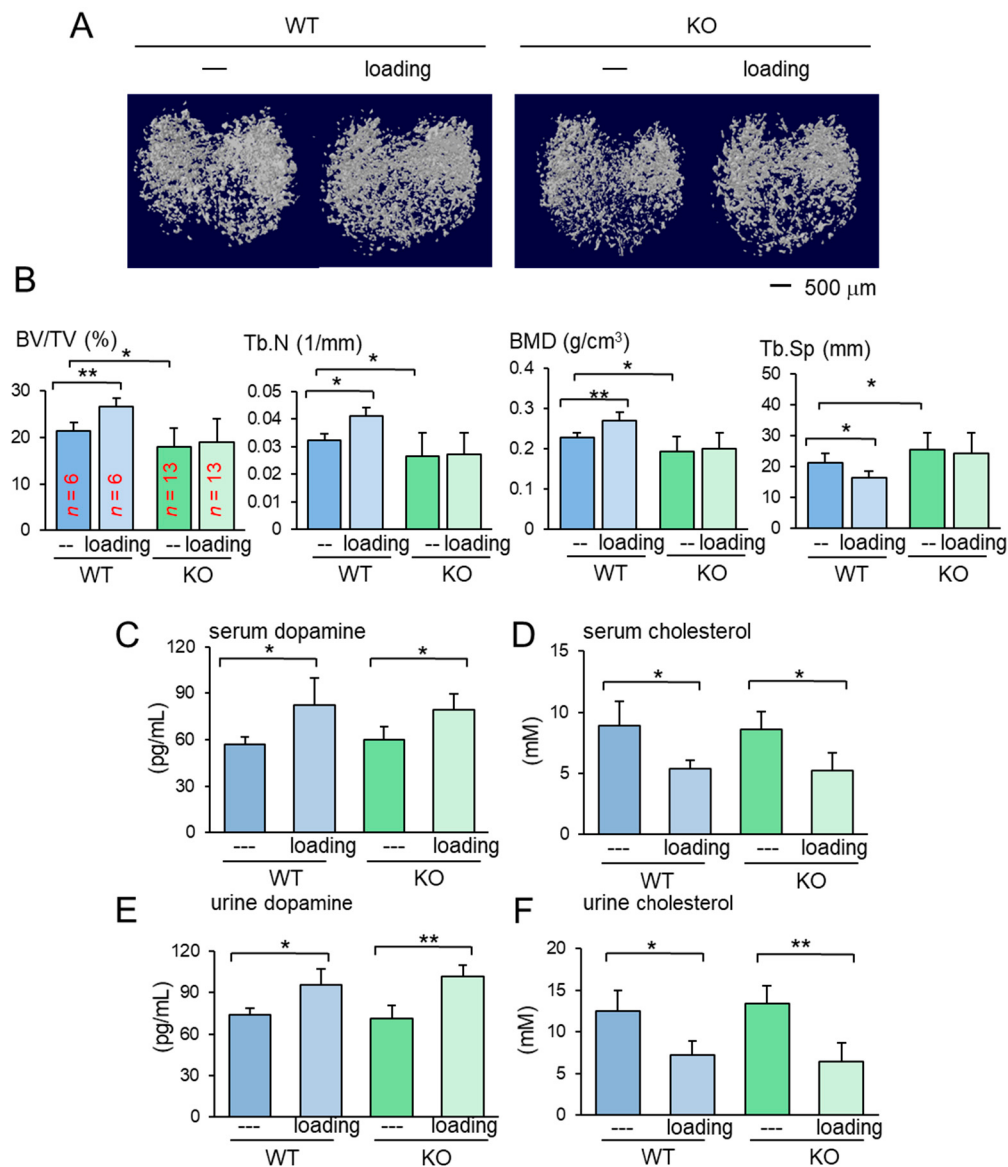 A
WT KO
— loading — loading
500 μm
B
BV/TV (%) Tb.N (1/mm) BMD (g/cm³) Tb.Sp (mm)
* * * *
** * ** *
30 0.05 0.4 50
20 0.04 0.3 40
10 0.03 0.2 30
0 0.02 0.1 20
0.01 0 10
0 0
n = 6 n = 6 n = 13 n = 13
-- loading -- loading -- loading -- loading -- loading -- loading -- loading -- loading
WT KO WT KO WT KO WT KO
C serum dopamine D serum cholesterol
(pg/mL) (mM)
120 15
90 10
60 5
30 0
0
* * * *
--- loading --- loading --- loading --- loading
WT KO WT KO
E urine dopamine F urine cholesterol
(pg/mL) (mM)
120 20
90 15
60 10
30 5
0 0
* ** * **
--- loading --- loading --- loading --- loading
WT KO WT KO